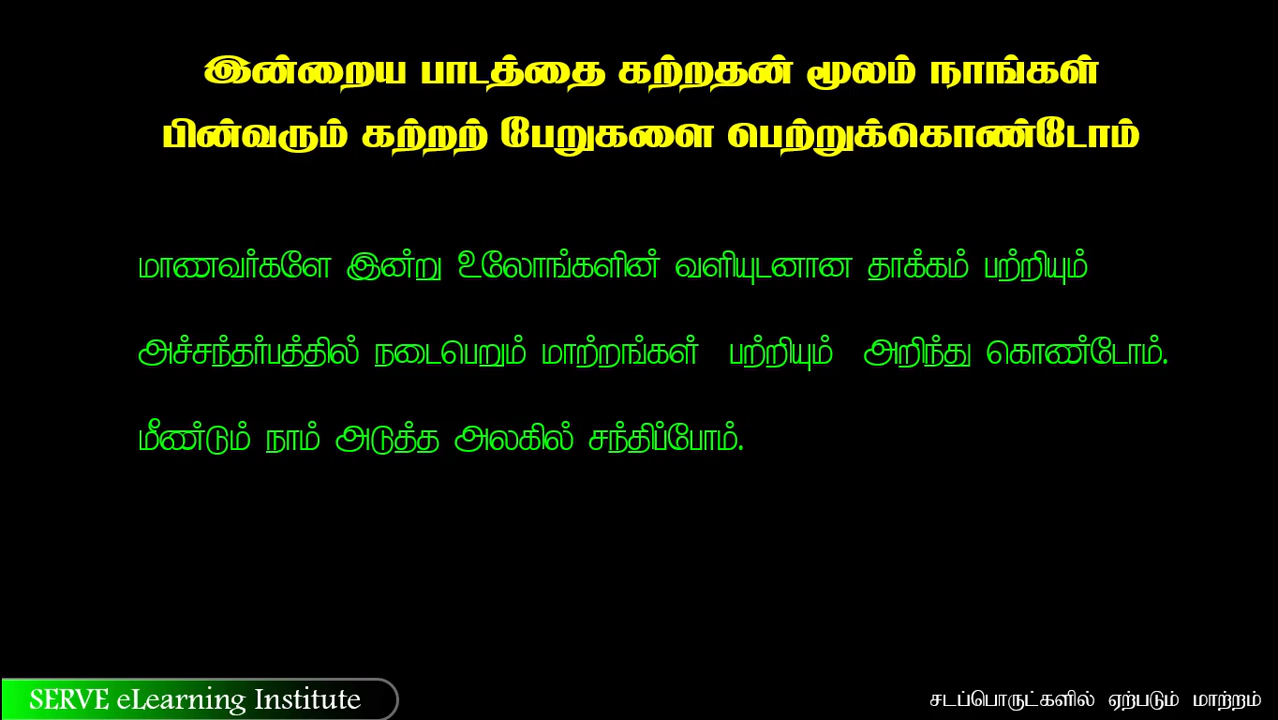 இன்றைய பாடத்தை கற்றதன் மூலம் நாங்கள்
பின்வரும் கற்றற் பேறுகளை பெற்றுக்கொண்டோம்
மாணவர்களே இன்று உலோங்களின் வளியுடனான தாக்கம் பற்றியும்
அச்சந்தர்பத்தில் நடைபெறும் மாற்றங்கள் பற்றியும் அறிந்து கொண்டோம்.
மீண்டும் நாம் அடுத்த அலகில் சந்திப்போம்.
SERVE eLearning Institute
சடப்பொருட்களில் ஏற்படும் மாற்றம்